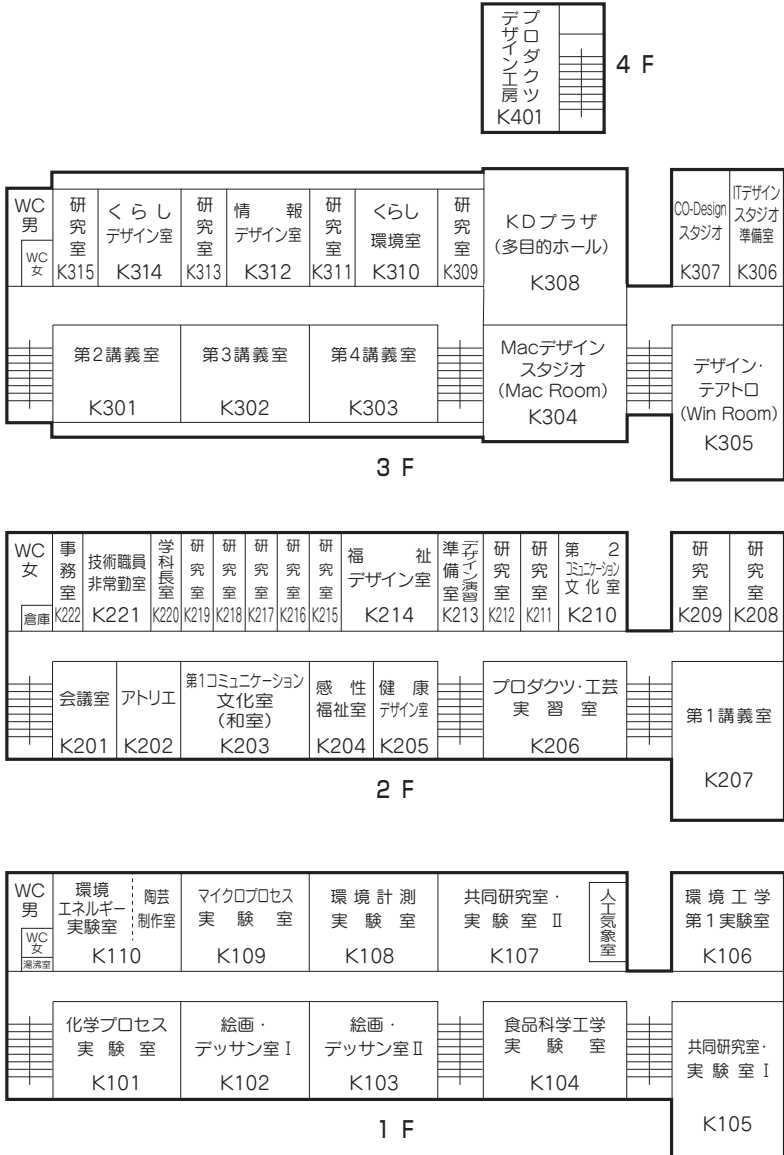 プロダクツ
デザイン工房
K401
4 F
WC
男
WC
女
研究室
K315
くらし
デザイン室
K314
研究室
K313
情報
デザイン室
K312
研究室
K311
くらし
環境室
K310
研究室
K309
KDプラザ
(多目的ホール)
K308
CO-Design
スタジオ
K307
ITデザイン
スタジオ
準備室
K306
第2講義室
K301
第3講義室
K302
第4講義室
K303
Macデザイン
スタジオ
(Mac Room)
K304
デザイン・
テアトロ
(Win Room)
K305
3 F
WC
女
倉庫
事務室
K222
技術職員
非常勤室
K221
学科長室
K220
研究室
K219
研究室
K218
研究室
K217
研究室
K216
研究室
K215
福祉
デザイン室
K214
デザイン演習
準備室
K213
研究室
K212
研究室
K211
第2
コミュニケーション
文化室
K210
研究室
K209
研究室
K208
会議室
K201
アトリエ
K202
第1コミュニケーション
文化室
(和室)
K203
感性
福祉室
K204
健康
デザイン室
K205
プロダクツ・工芸
実習室
K206
第1講義室
K207
2 F
WC
男
WC
女
湯沸室
環境
エネルギー
実験室
陶芸
制作室
K110
マイクロプロセス
実験室
K109
環境計測
実験室
K108
共同研究室・
実験室 Ⅱ
K107
人工気象室
環境工学
第1実験室
K106
化学プロセス
実験室
K101
絵画・
デッサン室Ⅰ
K102
絵画・
デッサン室Ⅱ
K103
食品科学工学
実験室
K104
共同研究室・
実験室Ⅰ
K105
1 F